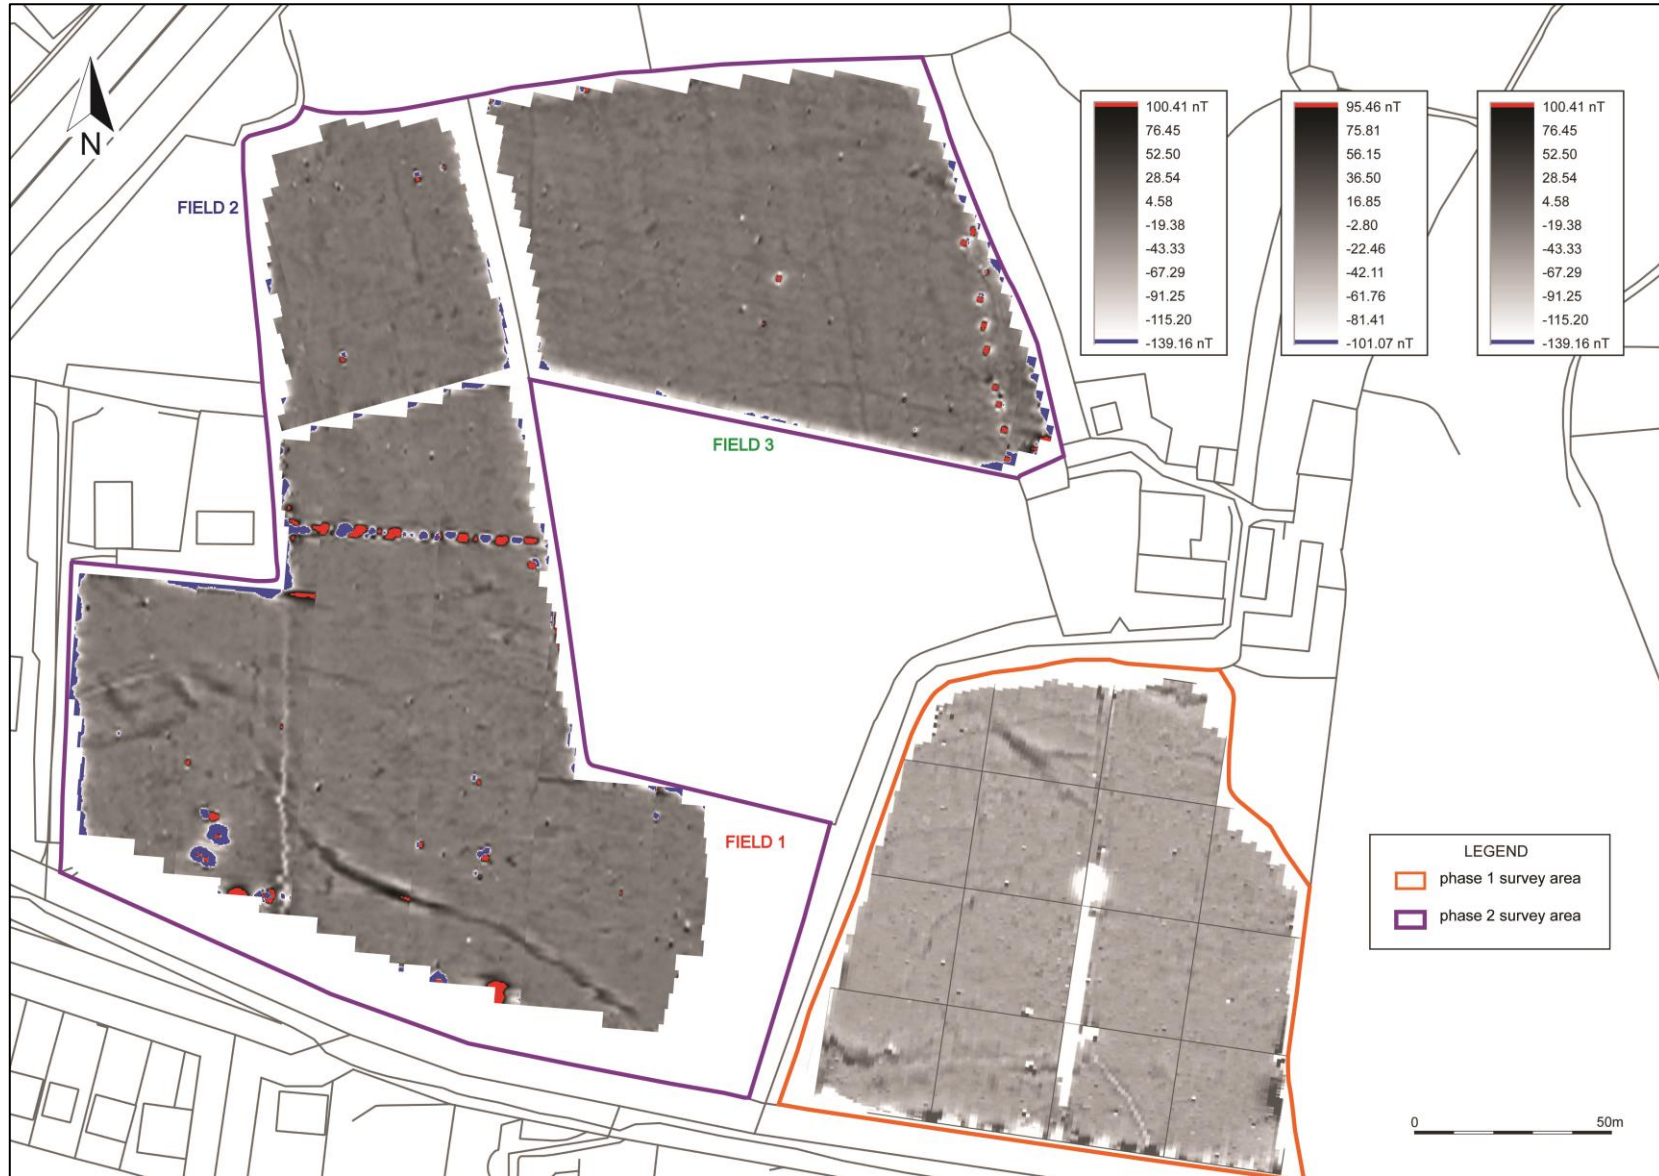 N
FIELD 2
FIELD 3
FIELD 1
100.41 nT
76.45
52.50
28.54
4.58
-19.38
-43.33
-67.29
-91.25
-115.20
-139.16 nT
95.46 nT
75.81
56.15
36.50
16.85
-2.80
-22.46
-42.11
-61.76
-81.41
-101.07 nT
100.41 nT
76.45
52.50
28.54
4.58
-19.38
-43.33
-67.29
-91.25
-115.20
-139.16 nT
LEGEND
phase 1 survey area
phase 2 survey area
0 50m